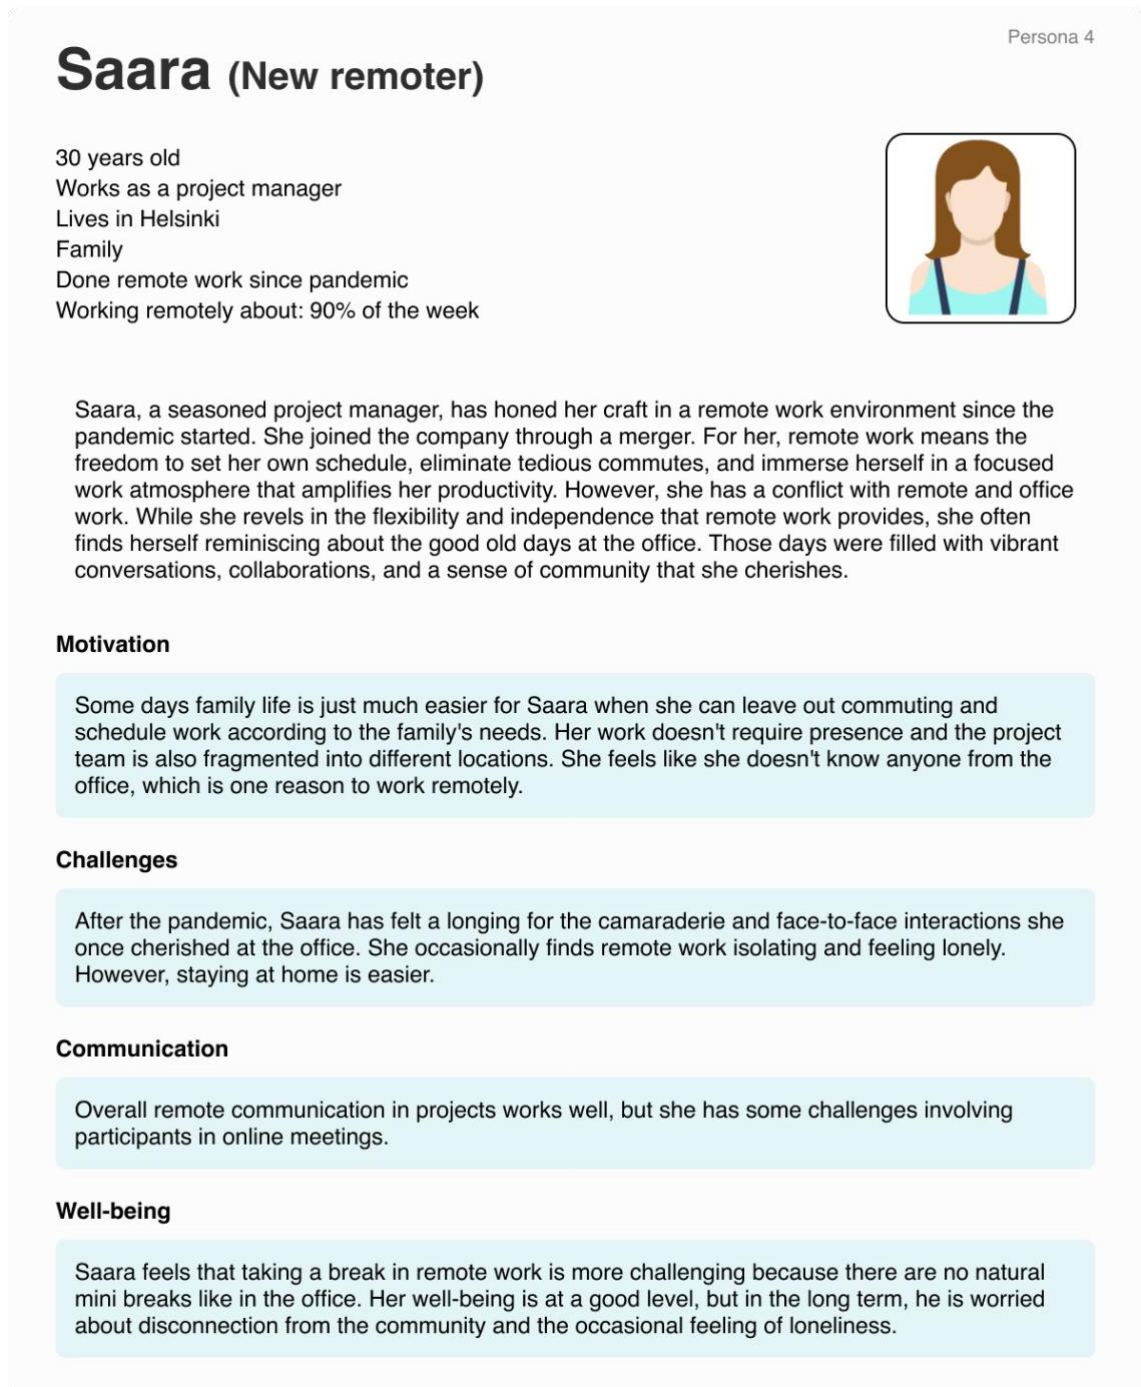 Persona 4
Saara (New remoter)
30 years old
Works as a project manager
Lives in Helsinki
Family
Done remote work since pandemic
Working remotely about: 90% of the week
Saara, a seasoned project manager, has honed her craft in a remote work environment since the
pandemic started. She joined the company through a merger. For her, remote work means the
freedom to set her own schedule, eliminate tedious commutes, and immerse herself in a focused
work atmosphere that amplifies her productivity. However, she has a conflict with remote and office
work. While she revels in the flexibility and independence that remote work provides, she often
finds herself reminiscing about the good old days at the office. Those days were filled with vibrant
conversations, collaborations, and a sense of community that she cherishes.
Motivation
Some days family life is just much easier for Saara when she can leave out commuting and
schedule work according to the family's needs. Her work doesn't require presence and the project
team is also fragmented into different locations. She feels like she doesn't know anyone from the
office, which is one reason to work remotely.
Challenges
After the pandemic, Saara has felt a longing for the camaraderie and face-to-face interactions she
once cherished at the office. She occasionally finds remote work isolating and feeling lonely.
However, staying at home is easier.
Communication
Overall remote communication in projects works well, but she has some challenges involving
participants in online meetings.
Well-being
Saara feels that taking a break in remote work is more challenging because there are no natural
mini breaks like in the office. Her well-being is at a good level, but in the long term, he is worried
about disconnection from the community and the occasional feeling of loneliness.